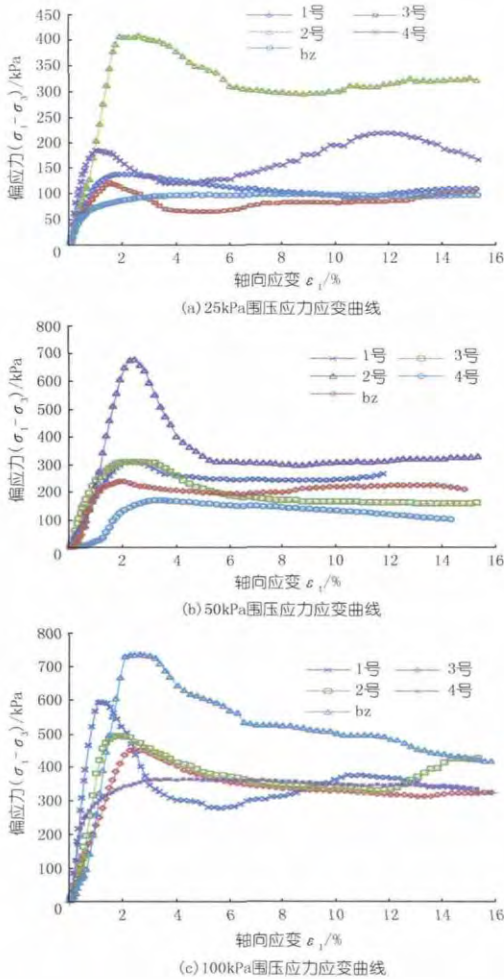 450
400
350
300
250
200
150
100
50
0
偏应力(σ₁-σ₃)/kPa
1号 3号
2号 4号
bz
2 4 6 8 10 12 14 16
轴向应变 ε₁/%
(a)25kPa围压应力应变曲线
800
700
600
500
400
300
200
100
0
偏应力(σ₁-σ₃)/kPa
1号 3号
2号 4号
bz
2 4 6 8 10 12 14 16
轴向应变 ε₁/%
(b)50kPa围压应力应变曲线
800
700
600
500
400
300
200
100
0
偏应力(σ₁-σ₃)/kPa
1号 3号
2号 4号
bz
2 4 6 8 10 12 14 16
轴向应变 ε₁/%
(c)100kPa围压应力应变曲线